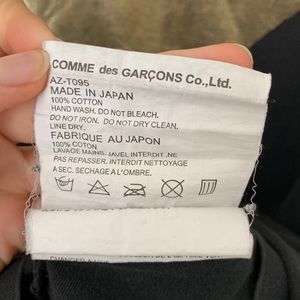 COMME des GARÇONS Co.,Ltd.
AZ-T095
MADE IN JAPAN
100% COTTON
HAND WASH. DO NOT BLEACH.
DO NOT IRON. DO NOT DRY CLEAN.
LINE DRY.
FABRIQUE AU JAPON
100% COTON
LAVAGE MAINS. JAVEL INTERDIT. NE
PAS REPASSER. INTERDIT NETTOYAGE
A SEC. SECHAGE A L'OMBRE.